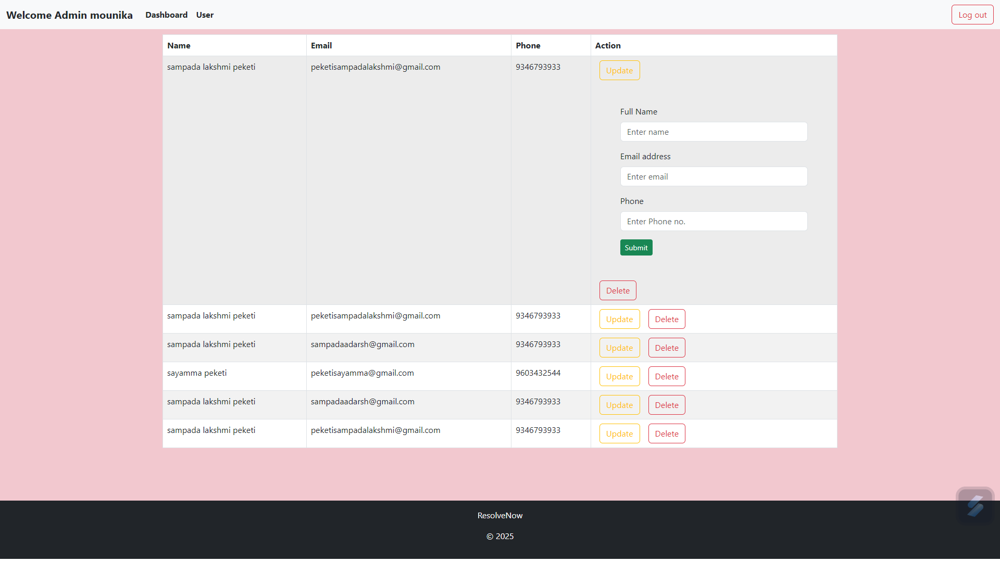 Welcome Admin mounika Dashboard User Log out
Name Email Phone Action
sampada lakshmi peketi peketisampadalakshmi@gmail.com 9346793933 Update
Full Name
Enter name
Email address
Enter email
Phone
Enter Phone no.
Submit
Delete
sampada lakshmi peketi peketisampadalakshmi@gmail.com 9346793933 Update Delete
sampada lakshmi peketi sampadaadarsh@gmail.com 9346793933 Update Delete
sayamma peketi peketisayamma@gmail.com 9603432544 Update Delete
sampada lakshmi peketi sampadaadarsh@gmail.com 9346793933 Update Delete
sampada lakshmi peketi peketisampadalakshmi@gmail.com 9346793933 Update Delete
ResolveNow
© 2025